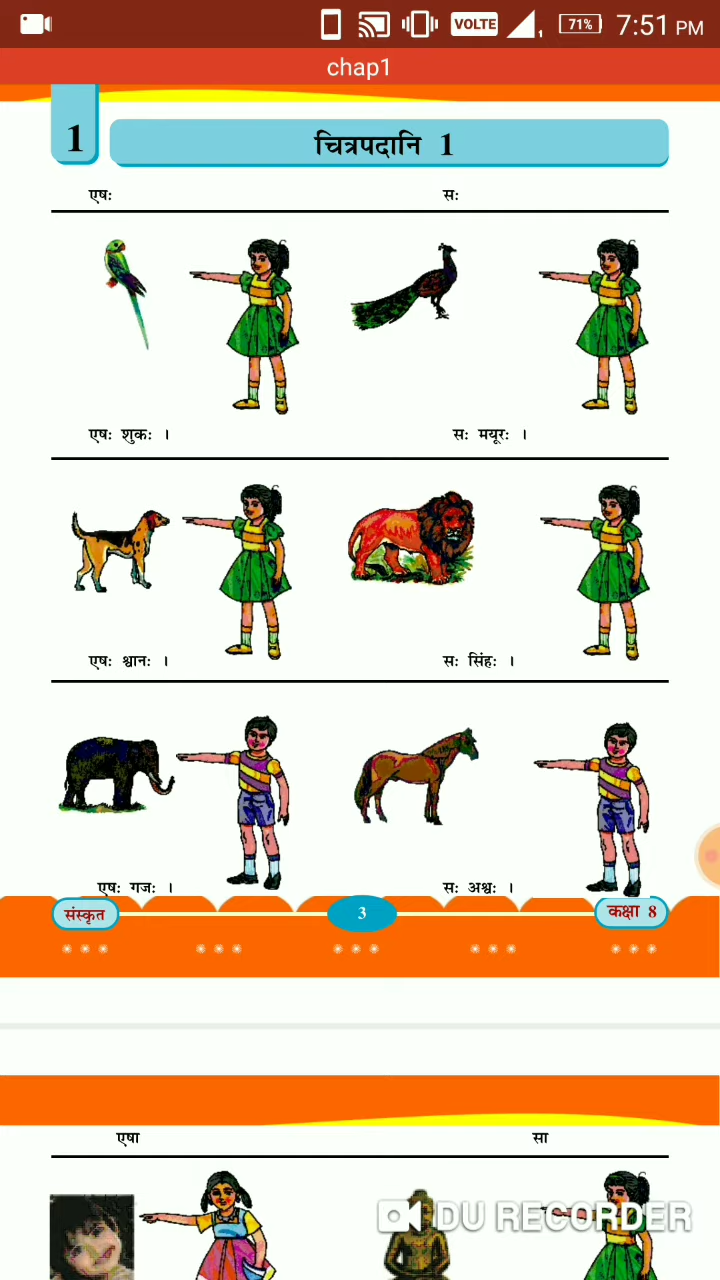 VOLTE 71% 7:51 PM
chap1
1 चित्रपदानि 1
एषः सः
एषः शुकः । सः मयूरः ।
एषः श्वानः । सः सिंहः ।
एषः गजः । सः अश्वः ।
संस्कृत 3 कक्षा 8
एषा सा
DU RECORDER